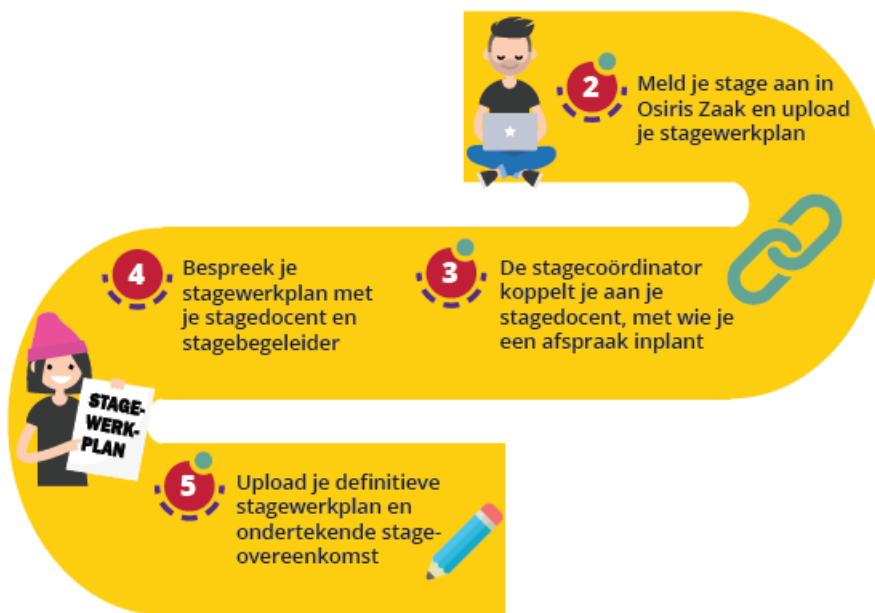 2
Meld je stage aan in
Osiris Zaak en upload
je stagewerkplan
3
De stagecoördinator
koppelt je aan je
stagedocent, met wie je
een afspraak inplant
4
Bespreek je
stagewerkplan met
je stagedocent en
stagebegeleider
STAGE-
WERK-
PLAN
5
Upload je definitieve
stagewerkplan en
ondertekende stage-
overeenkomst